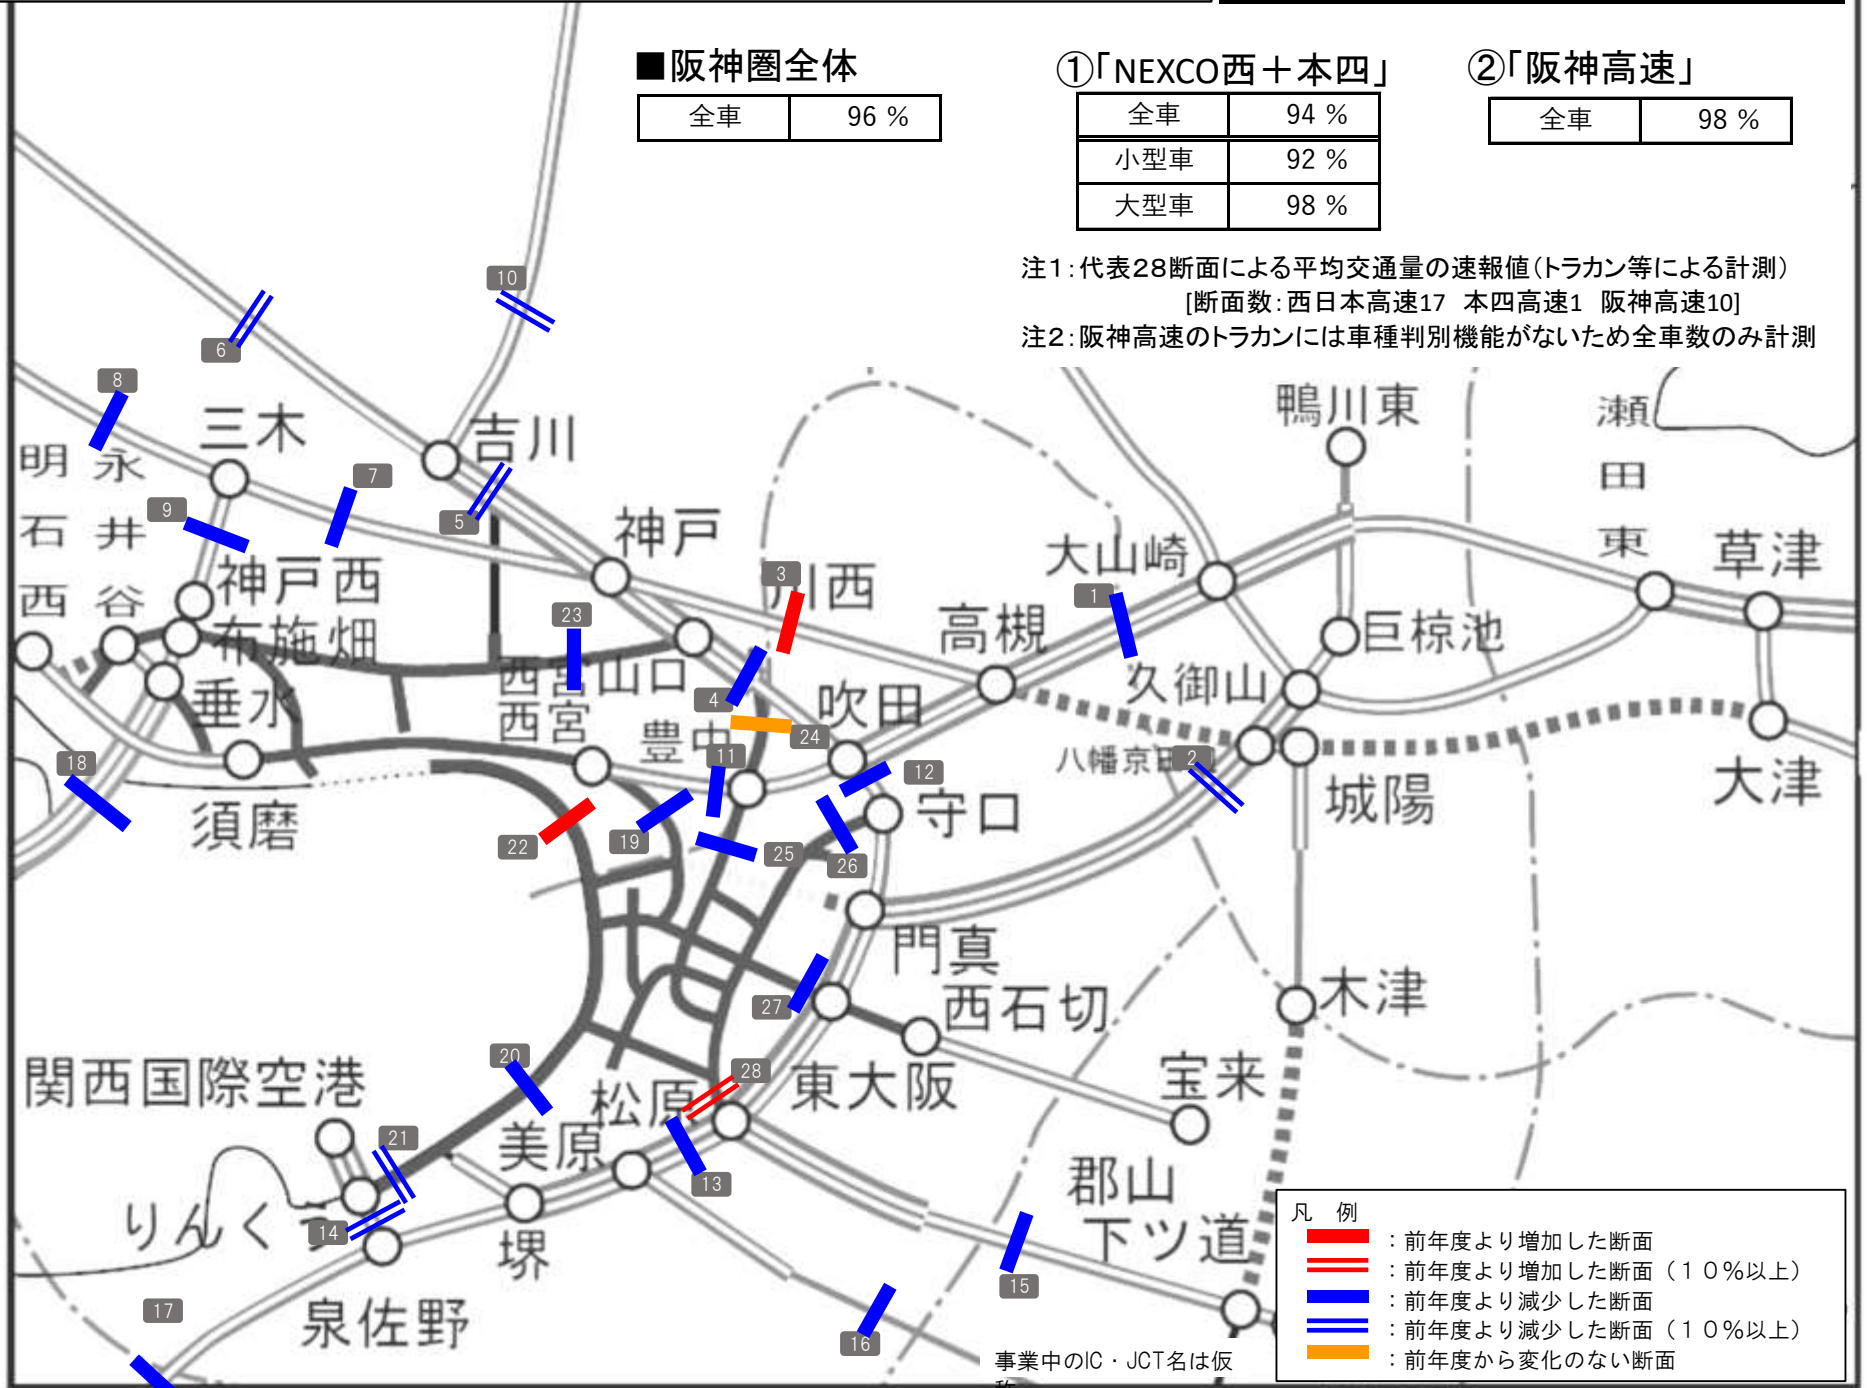 ■阪神圏全体
全車 96 %
①「NEXCO西＋本四」
全車 94 %
小型車 92 %
大型車 98 %
②「阪神高速」
全車 98 %
注１：代表２８断面による平均交通量の速報値（トラカン等による計測）
[断面数：西日本高速17 本四高速1 阪神高速10]
注２：阪神高速のトラカンには車種判別機能がないため全車数のみ計測
10
6
8
三木
吉川
鴨川東
瀬田東
明石西
永井谷
7
9
5
神戸
大山崎
草津
神戸西
3
川西
1
高槻
23
布施畑
巨椋池
西宮山口
久御山
垂水
4
吹田
西宮
豊中
24
18
11
12
八幡京田
2
大津
城陽
須磨
守口
22
19
25
26
門真
27
西石切
木津
20
関西国際空港
28
松原
東大阪
宝来
21
美原
13
郡山下ツ道
りんくう
14
堺
15
17
泉佐野
16
事業中のIC・JCT名は仮
称
凡 例
：前年度より増加した断面
：前年度より増加した断面（１０％以上）
：前年度より減少した断面
：前年度より減少した断面（１０％以上）
：前年度から変化のない断面